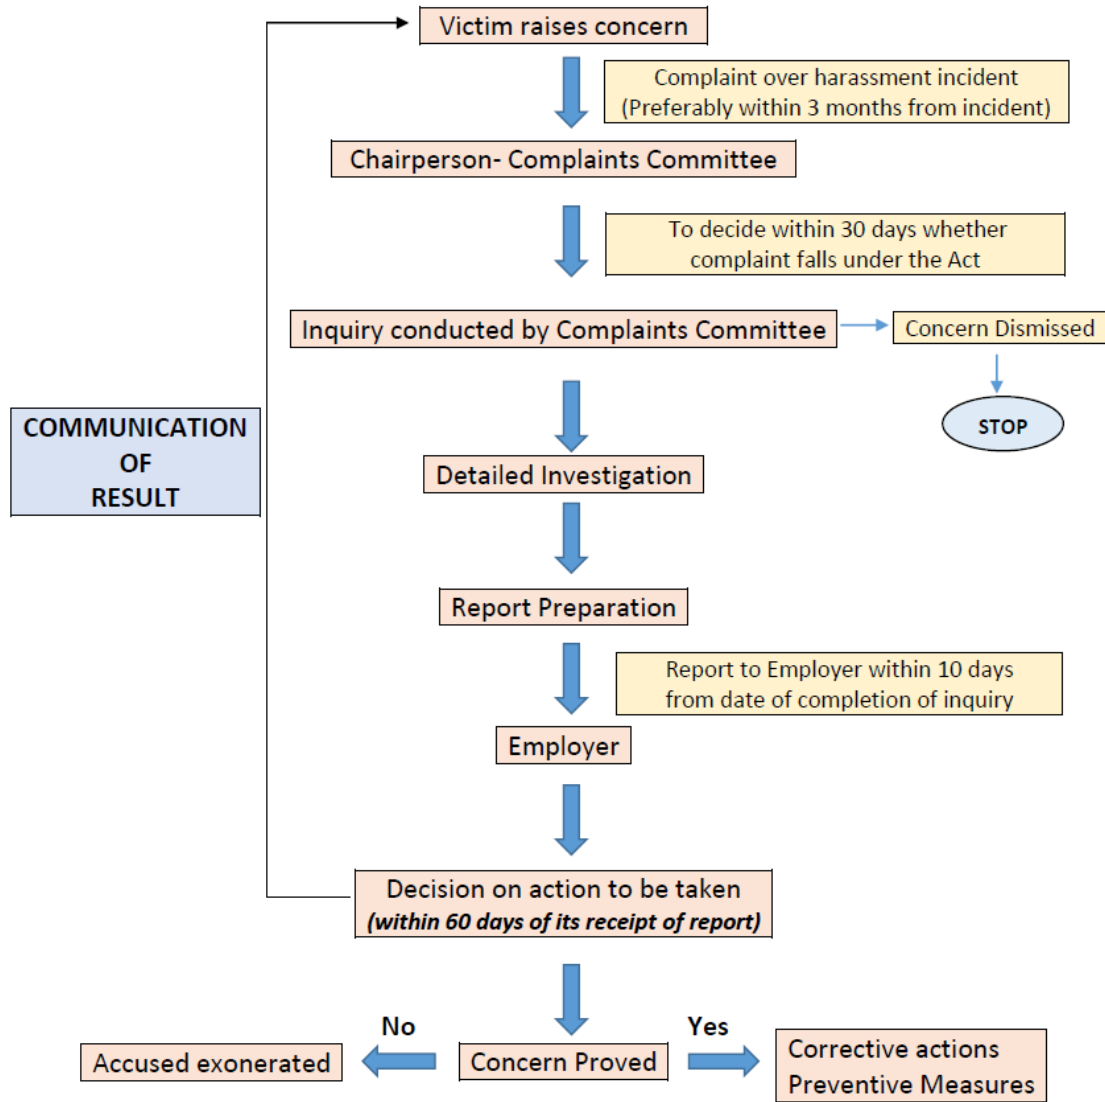 Victim raises concern
Complaint over harassment incident
(Preferably within 3 months from incident)
Chairperson- Complaints Committee
To decide within 30 days whether
complaint falls under the Act
Inquiry conducted by Complaints Committee
Concern Dismissed
STOP
COMMUNICATION
OF
RESULT
Detailed Investigation
Report Preparation
Report to Employer within 10 days
from date of completion of inquiry
Employer
Decision on action to be taken
(within 60 days of its receipt of report)
No
Yes
Accused exonerated
Concern Proved
Corrective actions
Preventive Measures